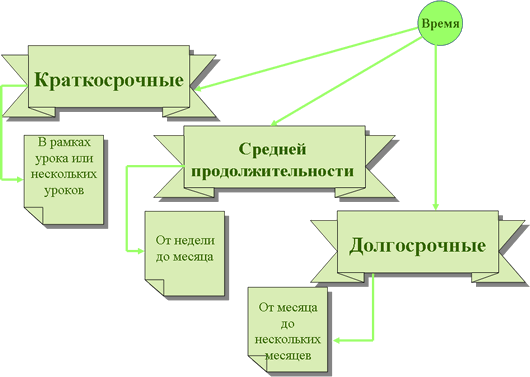 Время
Краткосрочные
В рамках
урока или
нескольких
уроков
Средней
продолжительности
От недели
до месяца
Долгосрочные
От месяца
до
нескольких
месяцев